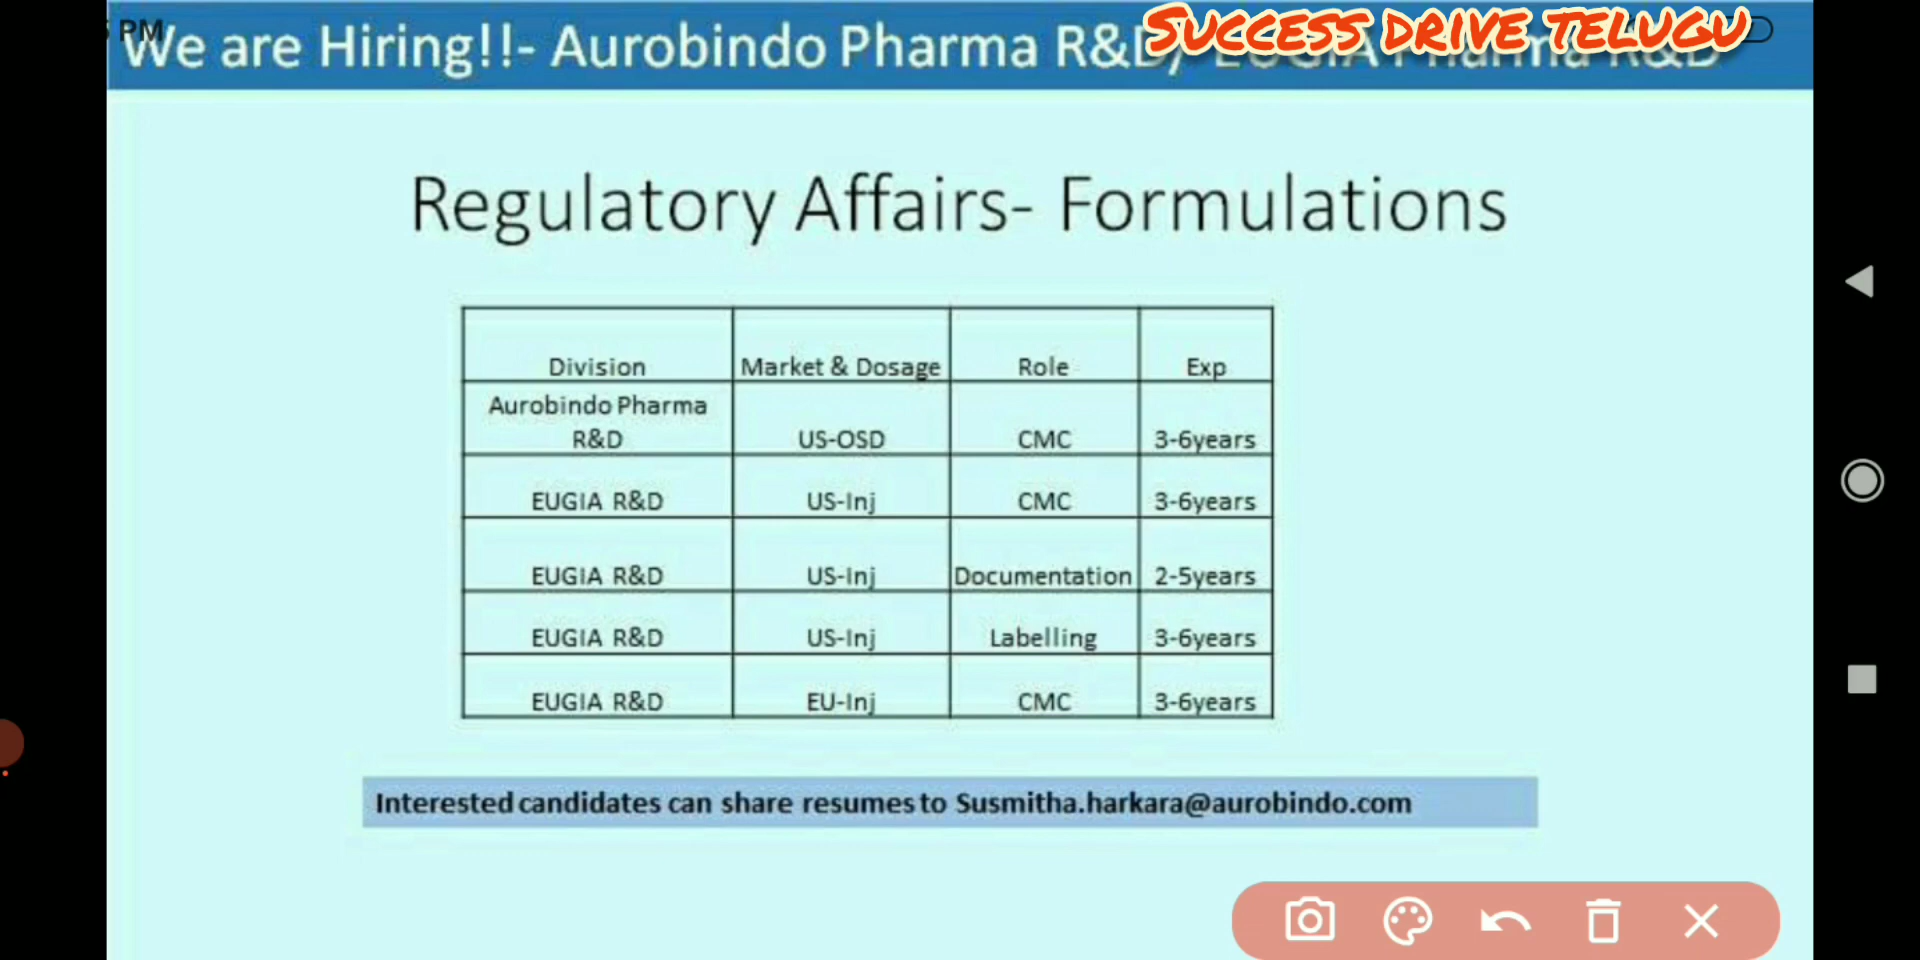 PM
SUCCESS DRIVE TELUGU
We are Hiring!!- Aurobindo Pharma R&D/ EUGIA Pharma R&D
Regulatory Affairs- Formulations
Division Market & Dosage Role Exp
Aurobindo Pharma
R&D US-OSD CMC 3-6years
EUGIA R&D US-Inj CMC 3-6years
EUGIA R&D US-Inj Documentation 2-5years
EUGIA R&D US-Inj Labelling 3-6years
EUGIA R&D EU-Inj CMC 3-6years
Interested candidates can share resumes to Susmitha.harkara@aurobindo.com